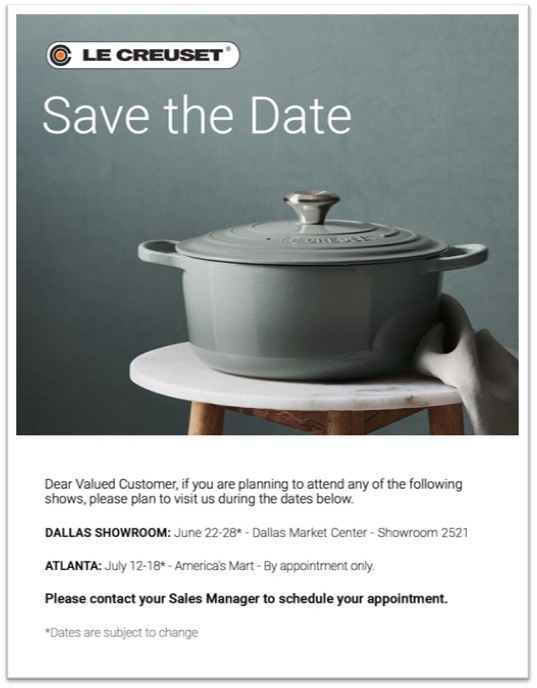 LE CREUSET®
Save the Date
LE CREUSET
Dear Valued Customer, if you are planning to attend any of the following
shows, please plan to visit us during the dates below.
DALLAS SHOWROOM: June 22-28* - Dallas Market Center - Showroom 2521
ATLANTA: July 12-18* - America's Mart - By appointment only.
Please contact your Sales Manager to schedule your appointment.
*Dates are subject to change